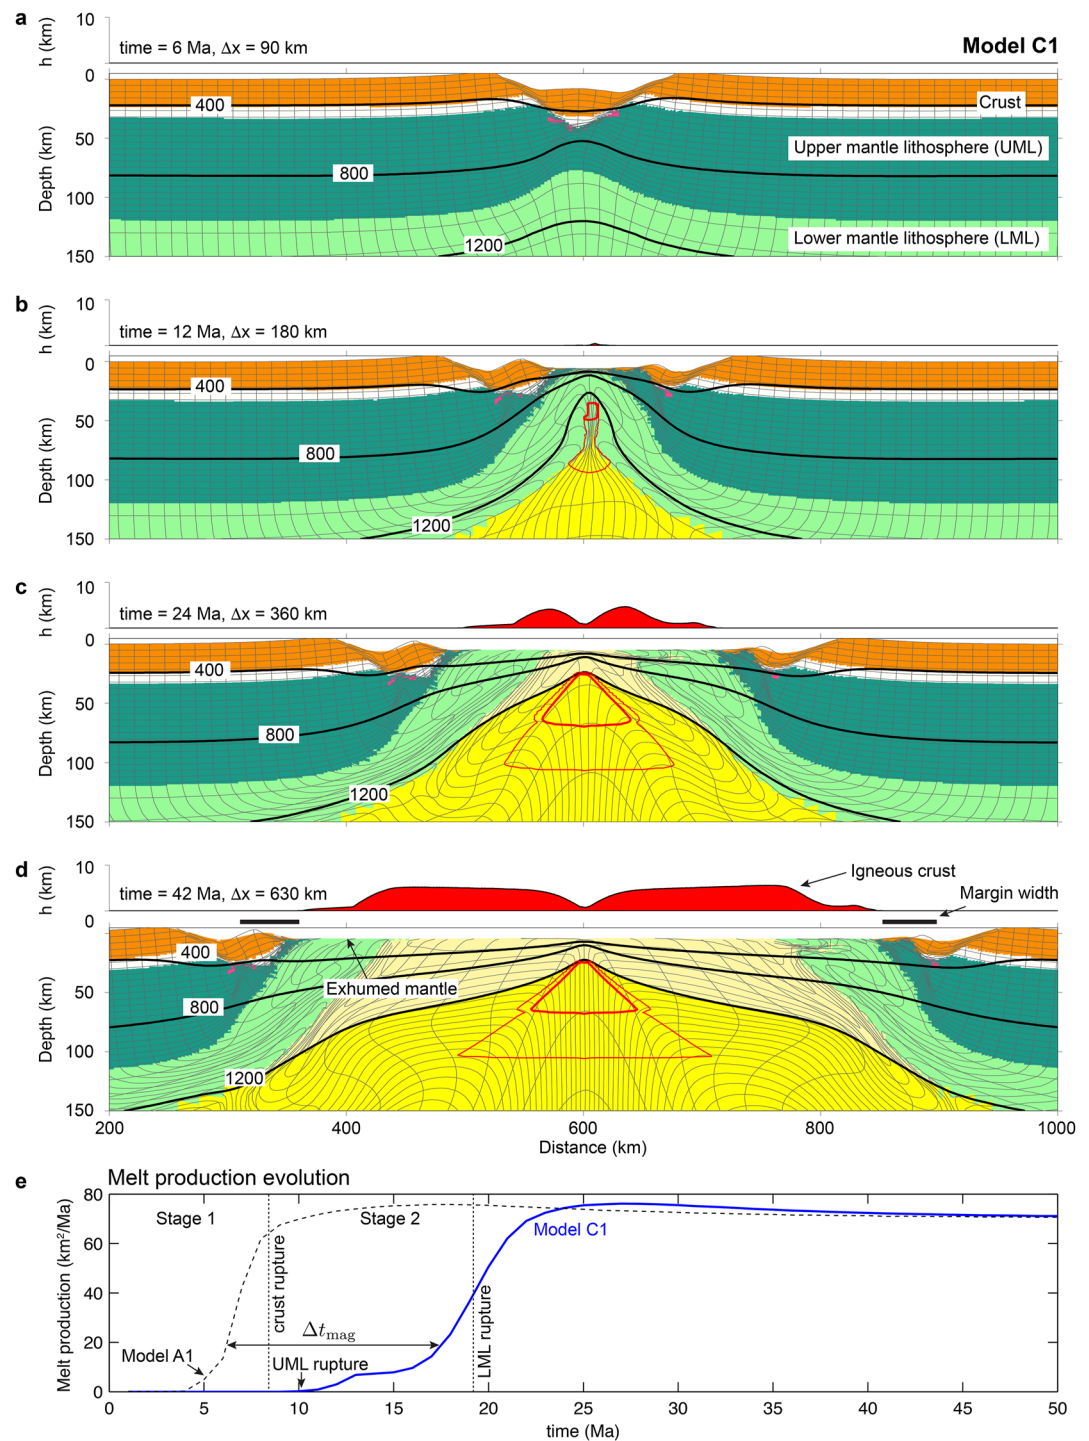 a
10
h (km)
time = 6 Ma, Δx = 90 km
Model C1
0
400
Crust
50
Upper mantle lithosphere (UML)
800
Depth (km)
100
Lower mantle lithosphere (LML)
1200
150
b
10
h (km)
time = 12 Ma, Δx = 180 km
0
400
50
800
Depth (km)
100
1200
150
c
10
h (km)
time = 24 Ma, Δx = 360 km
0
400
50
800
Depth (km)
100
1200
150
d
10
h (km)
time = 42 Ma, Δx = 630 km
Igneous crust
Margin width
0
400
50
Exhumed mantle
800
Depth (km)
100
1200
150
200 400 600 800 1000
Distance (km)
e
Melt production evolution
80
60
40
20
0
Melt production (km²/Ma)
Stage 1
Stage 2
crust rupture
Model C1
Δt mag
LML rupture
Model A1
UML rupture
0 5 10 15 20 25 30 35 40 45 50
time (Ma)